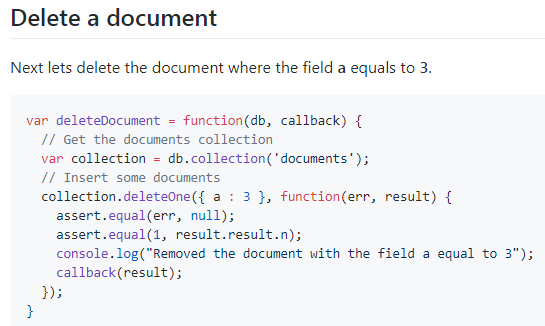 Delete a document
Next lets delete the document where the field a equals to 3.
var deleteDocument = function(db, callback) {
  // Get the documents collection
  var collection = db.collection('documents');
  // Insert some documents
  collection.deleteOne({ a : 3 }, function(err, result) {
    assert.equal(err, null);
    assert.equal(1, result.result.n);
    console.log("Removed the document with the field a equal to 3");
    callback(result);
  });
}